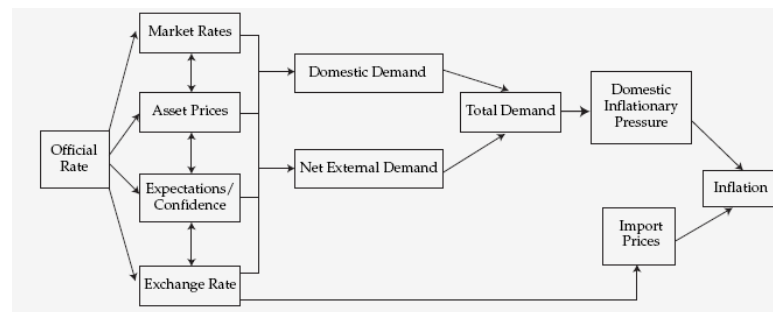 Market Rates
Domestic Demand
Domestic
Inflationary
Pressure
Asset Prices
Total Demand
Official
Rate
Net External Demand
Expectations/
Confidence
Inflation
Import
Prices
Exchange Rate